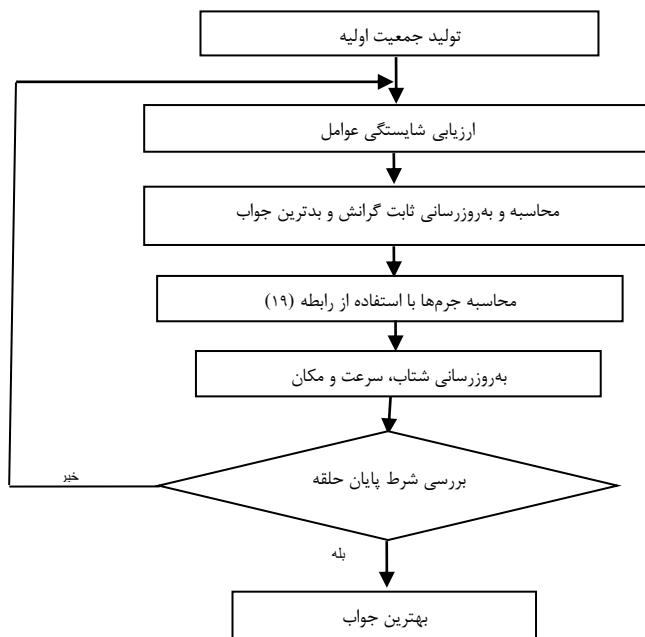 تولید جمعیت اولیه
ارزیابی شایستگی عوامل
محاسبه و به‌روزرسانی ثابت گرانش و بدترین جواب
محاسبه جرم‌ها با استفاده از رابطه (۱۹)
به‌روزرسانی شتاب، سرعت و مکان
بررسی شرط پایان حلقه
خیر
بله
بهترین جواب